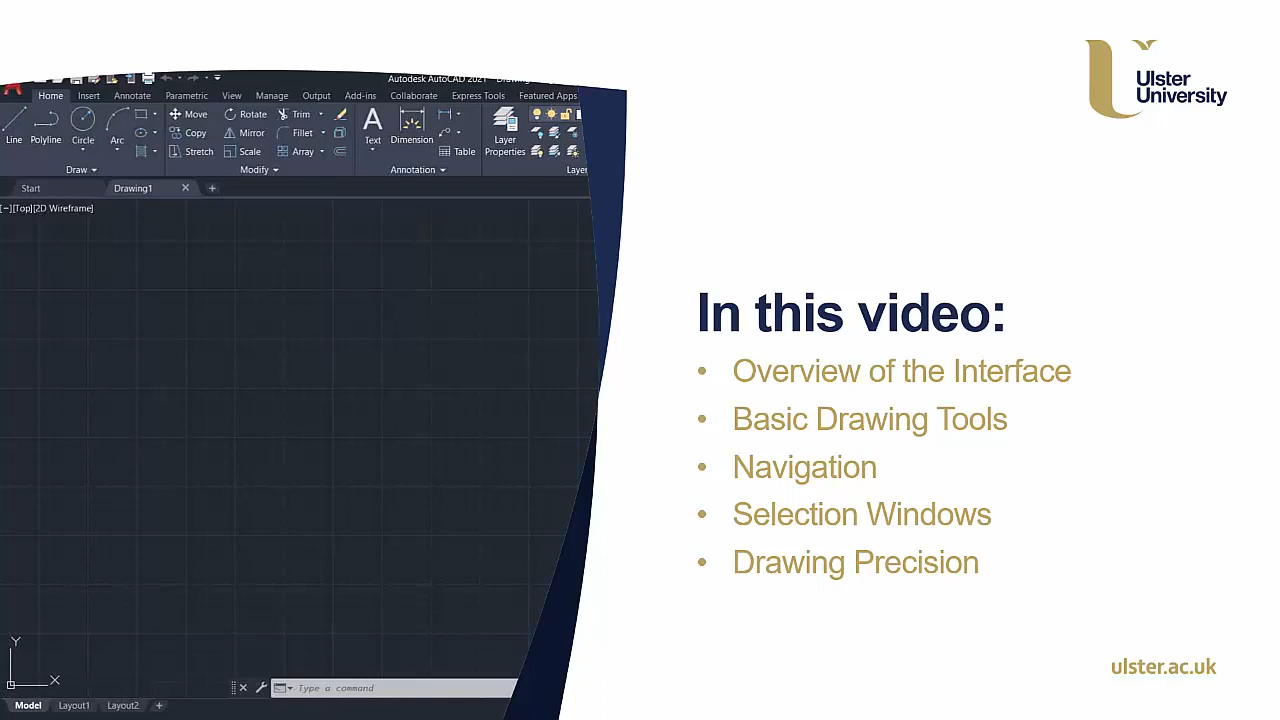 Autodesk AutoCAD 2021
Home Insert Annotate Parametric View Manage Output Add-ins Collaborate Express Tools Featured Apps
Line Polyline Circle Arc
Move Rotate Trim
Copy Mirror Fillet
Stretch Scale Array
Text Dimension
Table
Layer
Properties
Draw Modify Annotation
Start Drawing1
[−][Top][2D Wireframe]
Y
X
Type a command
Model Layout1 Layout2
Ulster
University
In this video:
• Overview of the Interface
• Basic Drawing Tools
• Navigation
• Selection Windows
• Drawing Precision
ulster.ac.uk